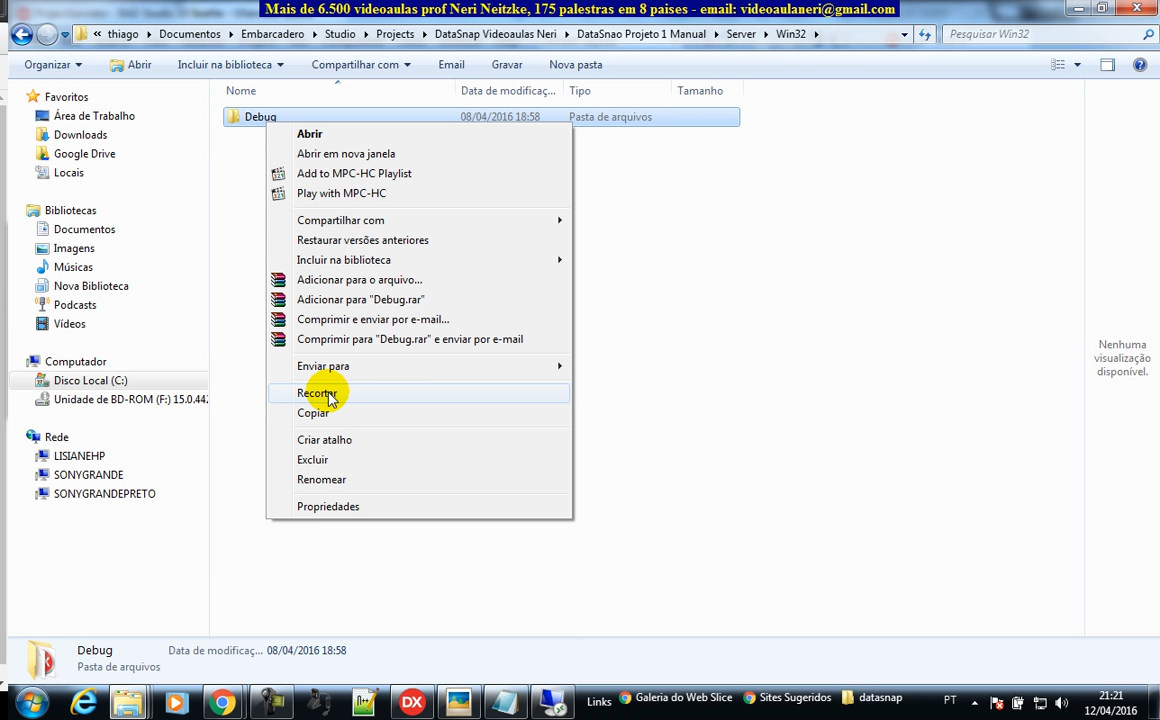 Mais de 6.500 videoaulas prof Neri Neitzke, 175 palestras em 8 paises - email: videoaulaneri@gmail.com
« thiago ▸ Documentos ▸ Embarcadero ▸ Studio ▸ Projects ▸ DataSnap Videoaulas Neri ▸ DataSnao Projeto 1 Manual ▸ Server ▸ Win32 ▸
Pesquisar Win32
Organizar Abrir Incluir na biblioteca Compartilhar com Email Gravar Nova pasta
Nome Data de modificaç... Tipo Tamanho
Debug 08/04/2016 18:58 Pasta de arquivos
Favoritos
Área de Trabalho
Downloads
Google Drive
Locais
Bibliotecas
Documentos
Imagens
Músicas
Nova Biblioteca
Podcasts
Vídeos
Computador
Disco Local (C:)
Unidade de BD-ROM (F:) 15.0.442
Rede
LISIANEHP
SONYGRANDE
SONYGRANDEPRETO
Abrir
Abrir em nova janela
Add to MPC-HC Playlist
Play with MPC-HC
Compartilhar com
Restaurar versões anteriores
Incluir na biblioteca
Adicionar para o arquivo...
Adicionar para "Debug.rar"
Comprimir e enviar por e-mail...
Comprimir para "Debug.rar" e enviar por e-mail
Enviar para
Recortar
Copiar
Criar atalho
Excluir
Renomear
Propriedades
Nenhuma
visualização
disponível.
Debug Data de modificaç... 08/04/2016 18:58
Pasta de arquivos
DX
Links Galeria do Web Slice Sites Sugeridos datasnap PT
21:21
12/04/2016